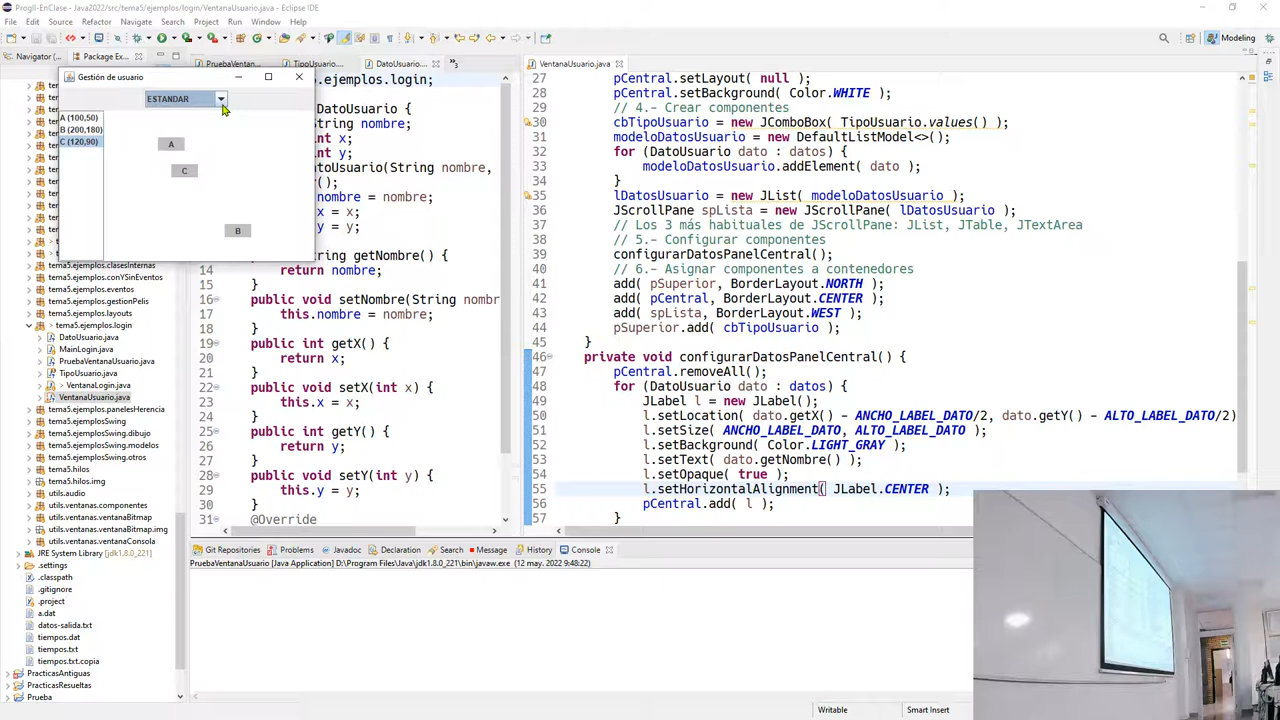 ProgII-EnClase - Java2022/src/tema5/ejemplos/login/VentanaUsuario.java - Eclipse IDE
File Edit Source Refactor Navigate Search Project Run Window Help
Modeling
Navigator (...
Package Ex...
PruebaVentan...
TipoUsuario...
DatoUsuario...
VentanaUsuario.java
Gestión de usuario
ESTANDAR
A (100,50)
B (200,180)
C (120,90)
A
C
B
tema5.ejemplos.clasesInternas
tema5.ejemplos.conYSinEventos
tema5.ejemplos.eventos
tema5.ejemplos.gestionPelis
tema5.ejemplos.layouts
> tema5.ejemplos.login
DatoUsuario.java
MainLogin.java
PruebaVentanaUsuario.java
TipoUsuario.java
> VentanaLogin.java
VentanaUsuario.java
tema5.ejemplos.panelesHerencia
tema5.ejemplosSwing
tema5.ejemplosSwing.dibujo
tema5.ejemplosSwing.modelos
tema5.ejemplosSwing.otros
tema5.hilos
tema5.hilos.img
utils.audio
utils.ventanas.componentes
utils.ventanas.ventanaBitmap
utils.ventanas.ventanaBitmap.img
utils.ventanas.ventanaConsola
JRE System Library [jdk1.8.0_221]
.settings
.classpath
.gitignore
.project
a.dat
datos-salida.txt
tiempos.dat
tiempos.txt
tiempos.txt.copia
PracticasAntiguas
PracticasResueltas
Prueba
.ejemplos.login;
DatoUsuario {
String nombre;
int x;
int y;
DatoUsuario(String nombre,
r();
nombre = nombre;
x = x;
y = y;
String getNombre() {
14 return nombre;
15 }
16 public void setNombre(String nombr
17 this.nombre = nombre;
18 }
19 public int getX() {
20 return x;
21 }
22 public void setX(int x) {
23 this.x = x;
24 }
25 public int getY() {
26 return y;
27 }
28 public void setY(int y) {
29 this.y = y;
30 }
31 @Override
27 pCentral.setLayout( null );
28 pCentral.setBackground( Color.WHITE );
29 // 4.- Crear componentes
30 cbTipoUsuario = new JComboBox( TipoUsuario.values() );
31 modeloDatosUsuario = new DefaultListModel<>();
32 for (DatoUsuario dato : datos) {
33 modeloDatosUsuario.addElement( dato );
34 }
35 lDatosUsuario = new JList( modeloDatosUsuario );
36 JScrollPane spLista = new JScrollPane( lDatosUsuario );
37 // Los 3 más habituales de JScrollPane: JList, JTable, JTextArea
38 // 5.- Configurar componentes
39 configurarDatosPanelCentral();
40 // 6.- Asignar componentes a contenedores
41 add( pSuperior, BorderLayout.NORTH );
42 add( pCentral, BorderLayout.CENTER );
43 add( spLista, BorderLayout.WEST );
44 pSuperior.add( cbTipoUsuario );
45 }
46 private void configurarDatosPanelCentral() {
47 pCentral.removeAll();
48 for (DatoUsuario dato : datos) {
49 JLabel l = new JLabel();
50 l.setLocation( dato.getX() - ANCHO_LABEL_DATO/2, dato.getY() - ALTO_LABEL_DATO/2)
51 l.setSize( ANCHO_LABEL_DATO, ALTO_LABEL_DATO );
52 l.setBackground( Color.LIGHT_GRAY );
53 l.setText( dato.getNombre() );
54 l.setOpaque( true );
55 l.setHorizontalAlignment( JLabel.CENTER );
56 pCentral.add( l );
57 }
Git Repositories Problems Javadoc Declaration Search Message History Console
PruebaVentanaUsuario [Java Application] D:\Program Files\Java\jdk1.8.0_221\bin\javaw.exe (12 may. 2022 9:48:22)
Writable
Smart Insert